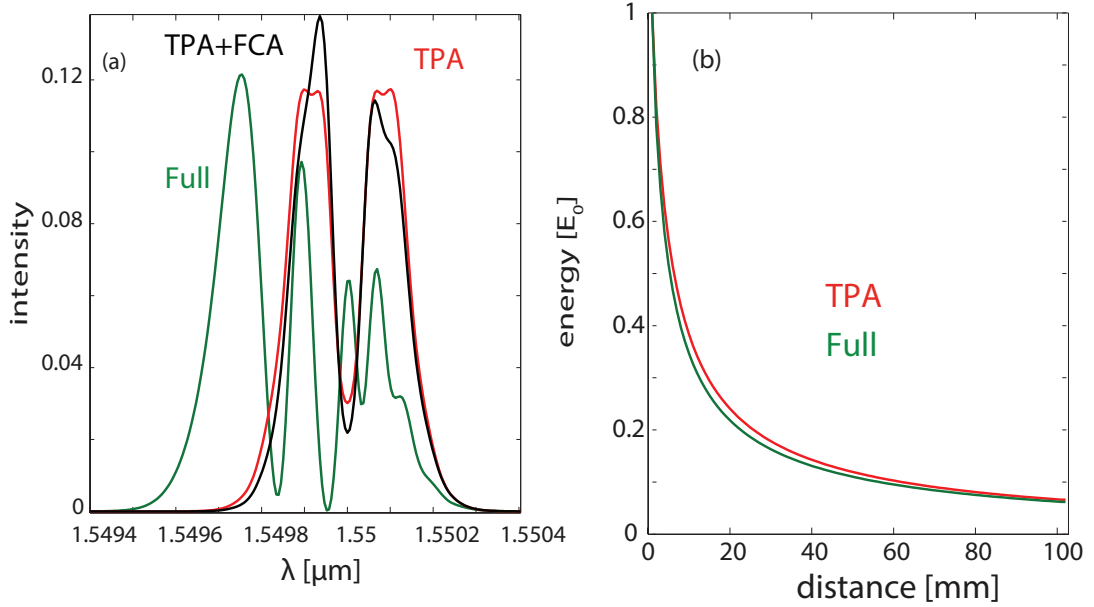 TPA+FCA
(a)
TPA
Full
0.12
0.08
0.04
0
1.5494
1.5496
1.5498
1.55
1.5502
1.5504
intensity
λ [µm]
(b)
TPA
Full
1
0.8
0.6
0.4
0.2
0
0
20
40
60
80
100
energy [E₀]
distance [mm]